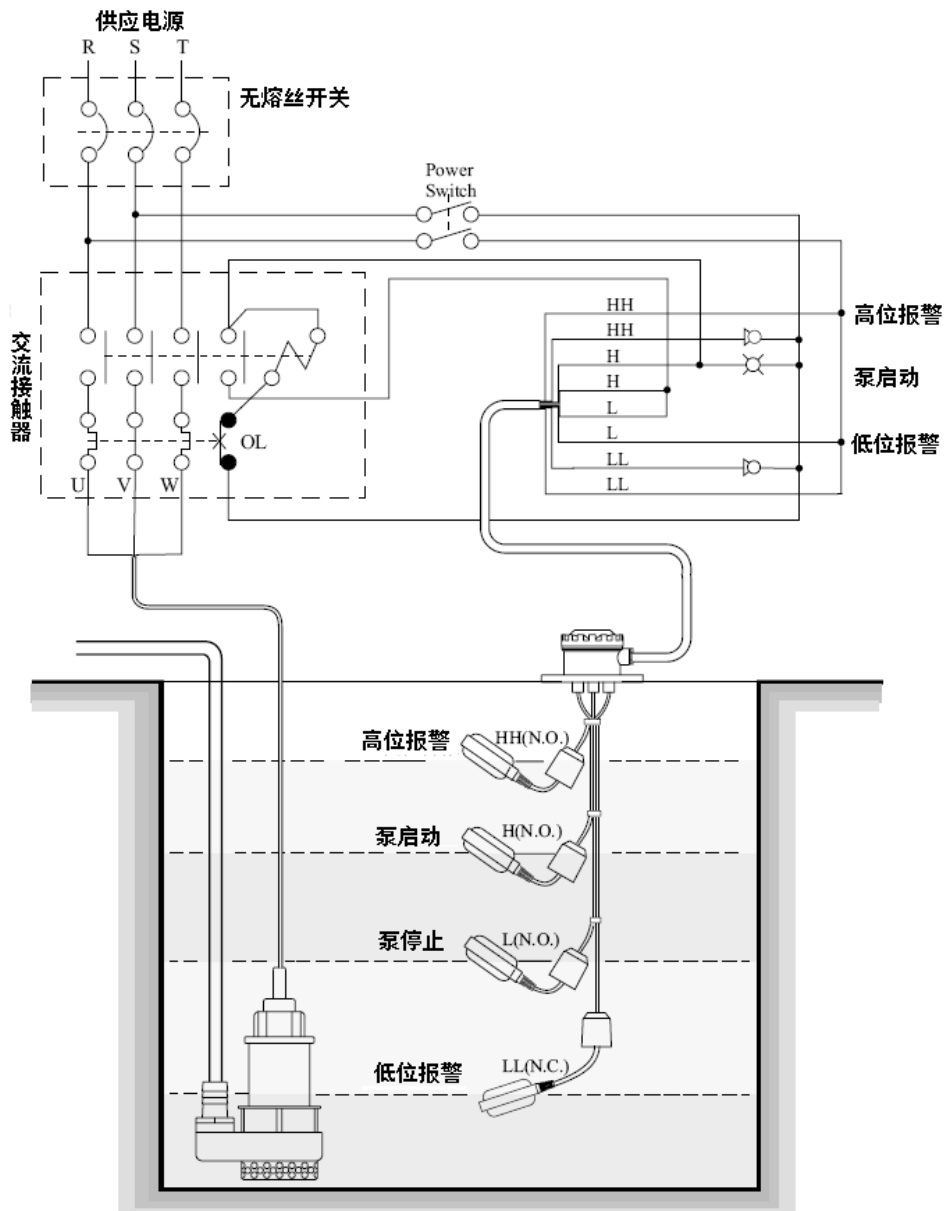 供应电源
R S T
无熔丝开关
Power
Switch
交流接触器
OL
U V W
HH
HH
H
H
L
L
LL
LL
高位报警
泵启动
低位报警
高位报警
HH(N.O.)
泵启动
H(N.O.)
泵停止
L(N.O.)
低位报警
LL(N.C.)